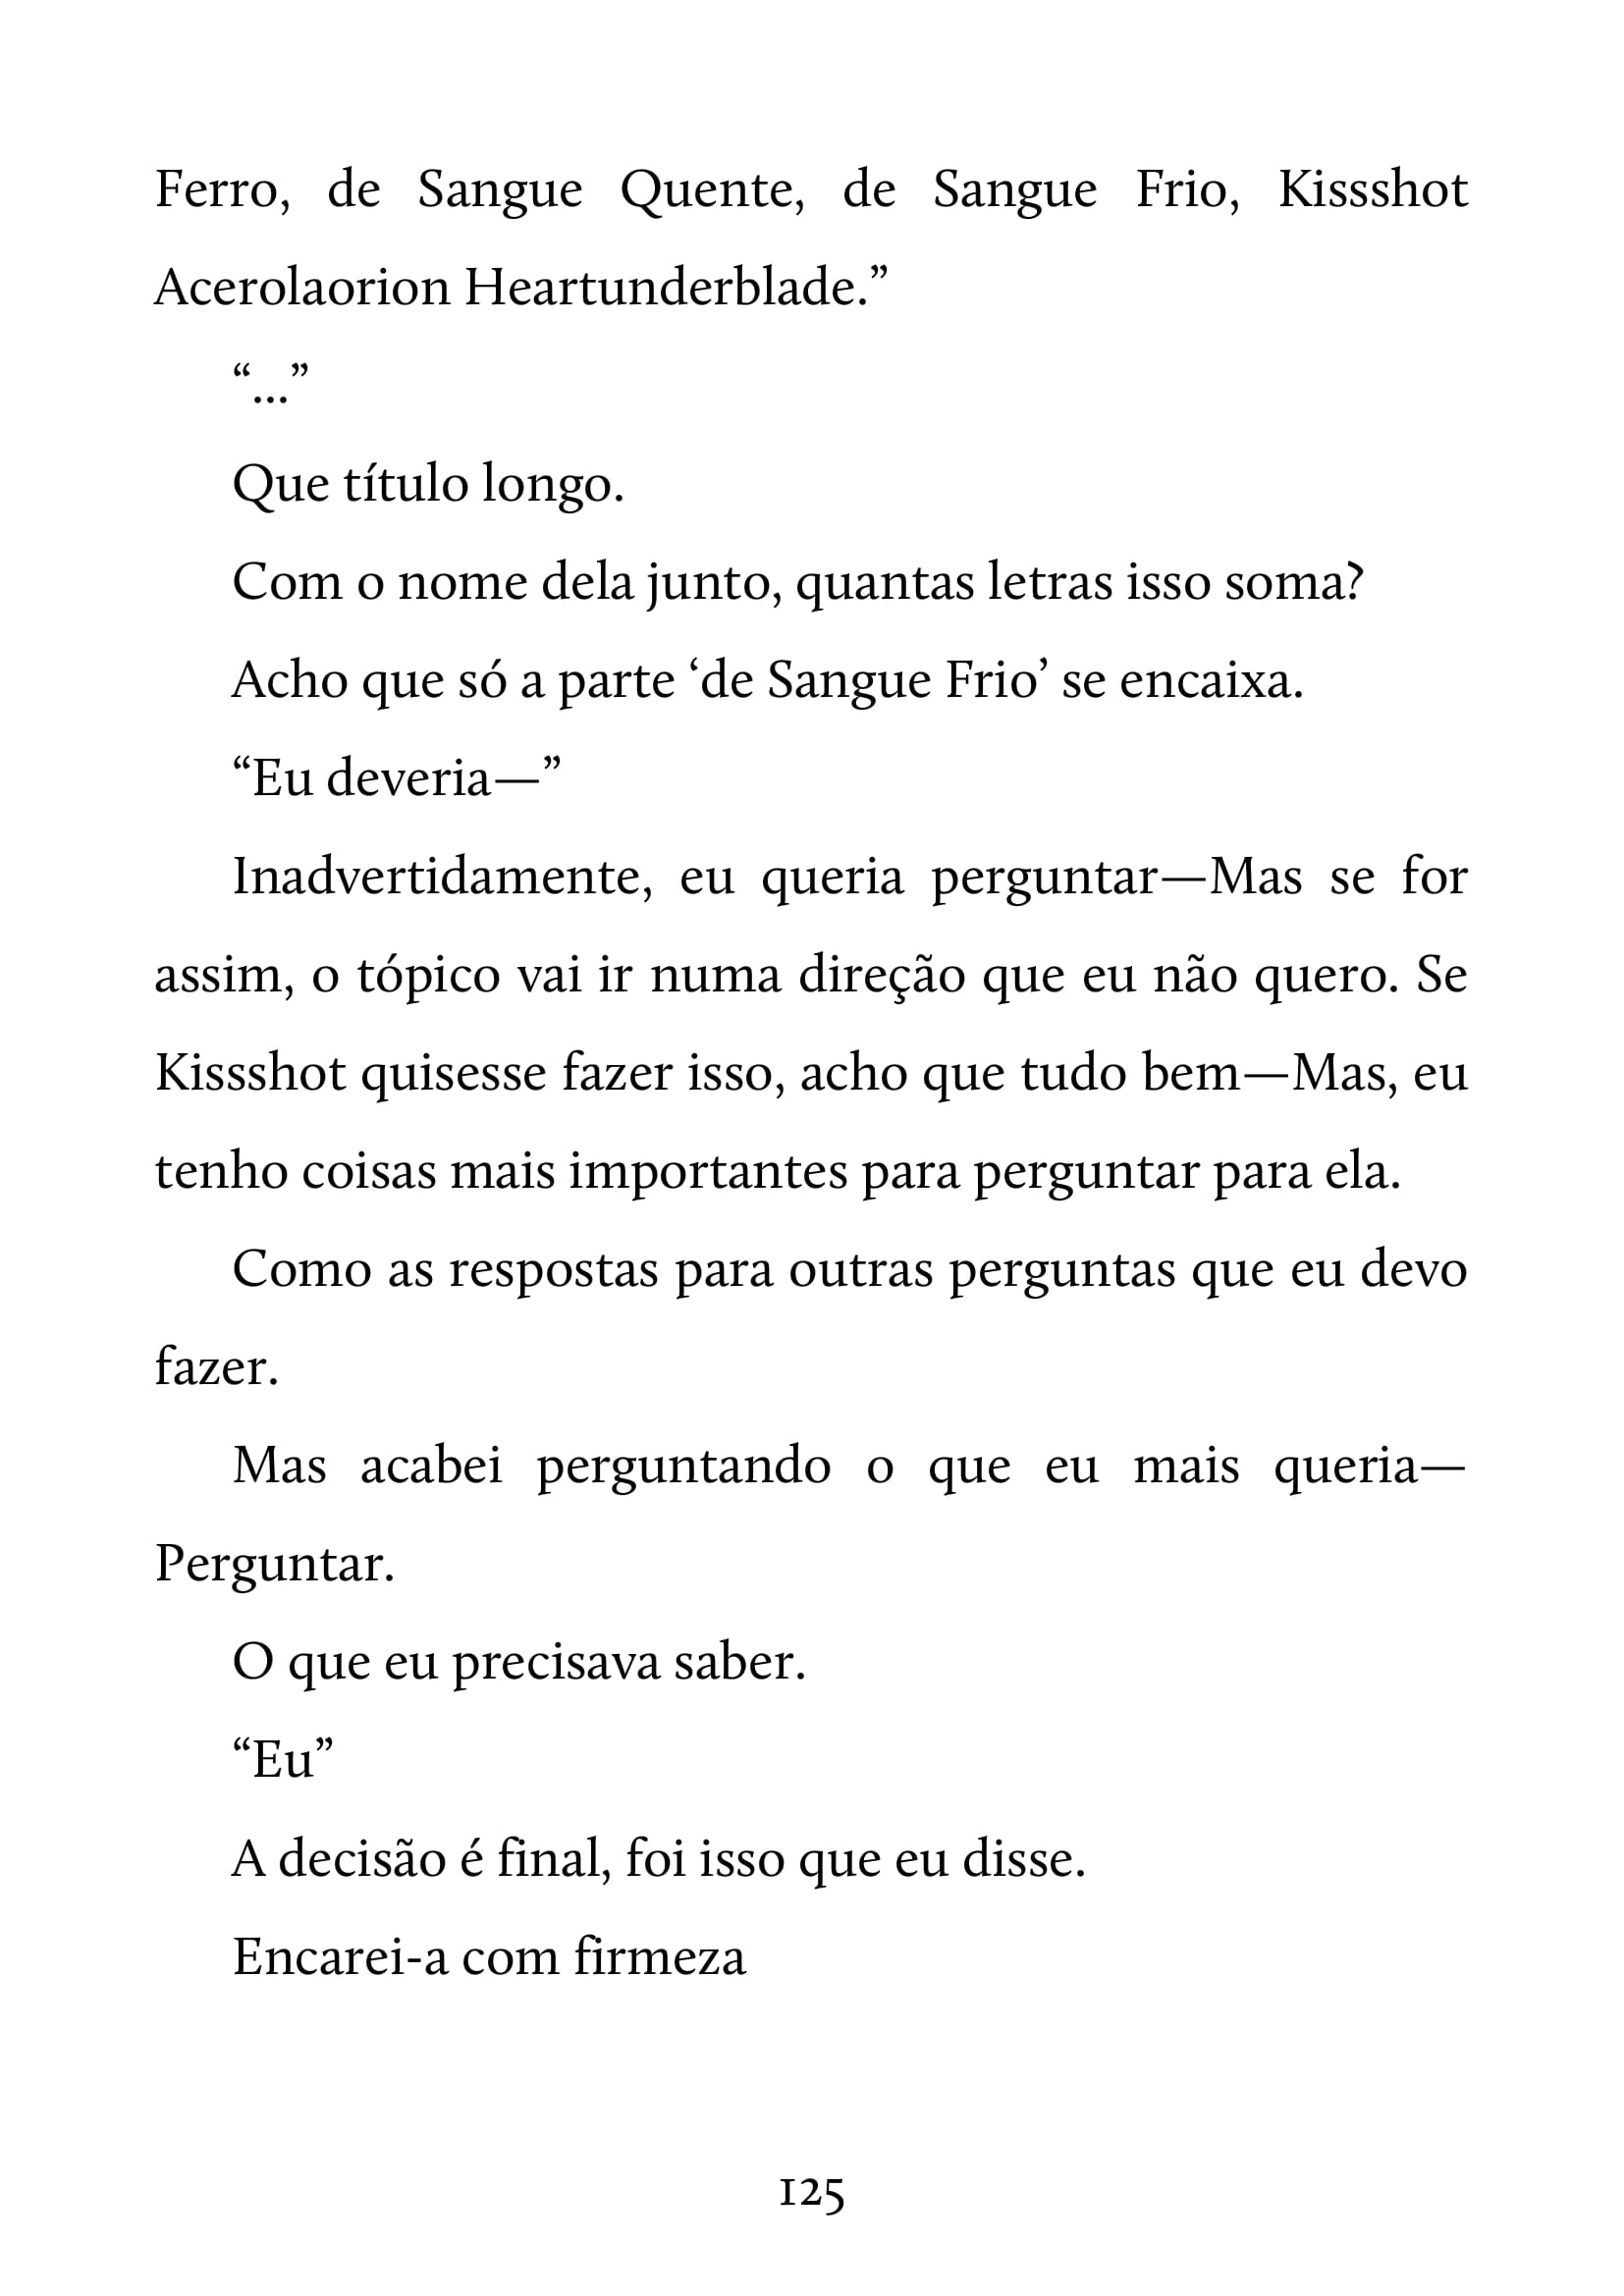 Ferro, de Sangue Quente, de Sangue Frio, Kissshot
Acerolaorion Heartunderblade.”
“...”
Que título longo.
Com o nome dela junto, quantas letras isso soma?
Acho que só a parte ‘de Sangue Frio’ se encaixa.
“Eu deveria—”
Inadvertidamente, eu queria perguntar—Mas se for
assim, o tópico vai ir numa direção que eu não quero. Se
Kissshot quisesse fazer isso, acho que tudo bem—Mas, eu
tenho coisas mais importantes para perguntar para ela.
Como as respostas para outras perguntas que eu devo
fazer.
Mas acabei perguntando o que eu mais queria—
Perguntar.
O que eu precisava saber.
“Eu”
A decisão é final, foi isso que eu disse.
Encarei-a com firmeza
125